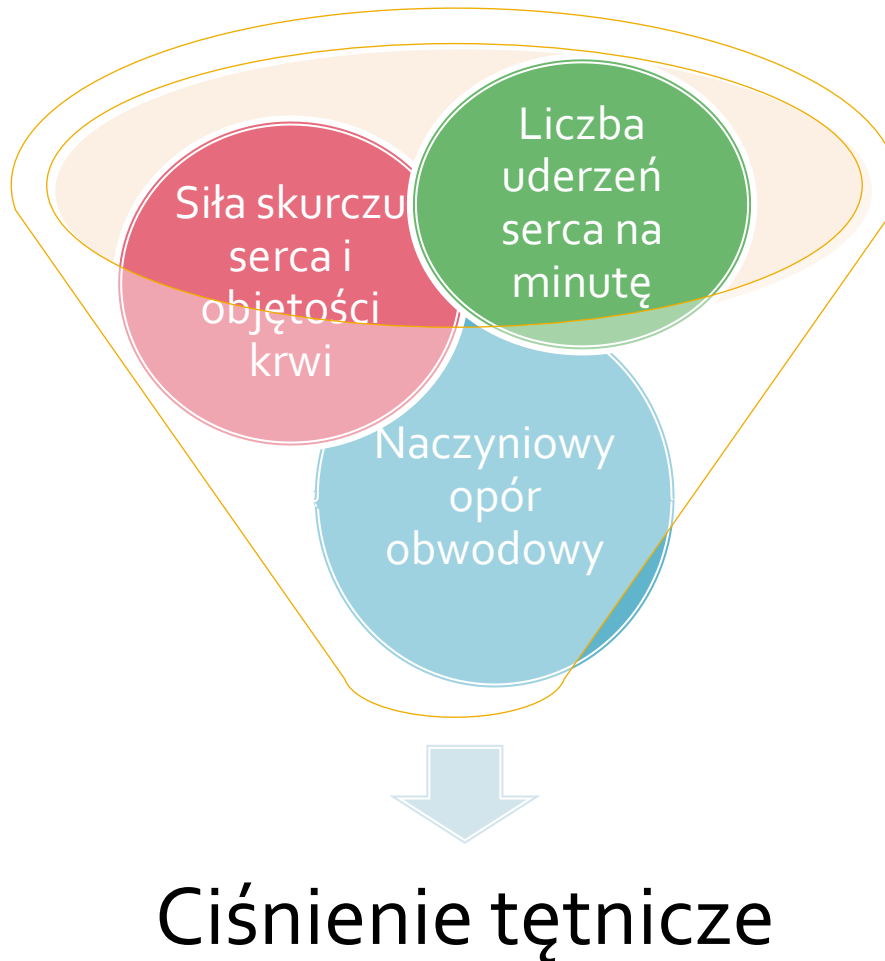 Liczba
uderzeń
serca na
minutę
Siła skurczu
serca i
objętości
krwi
Naczyniowy
opór
obwodowy
Ciśnienie tętnicze